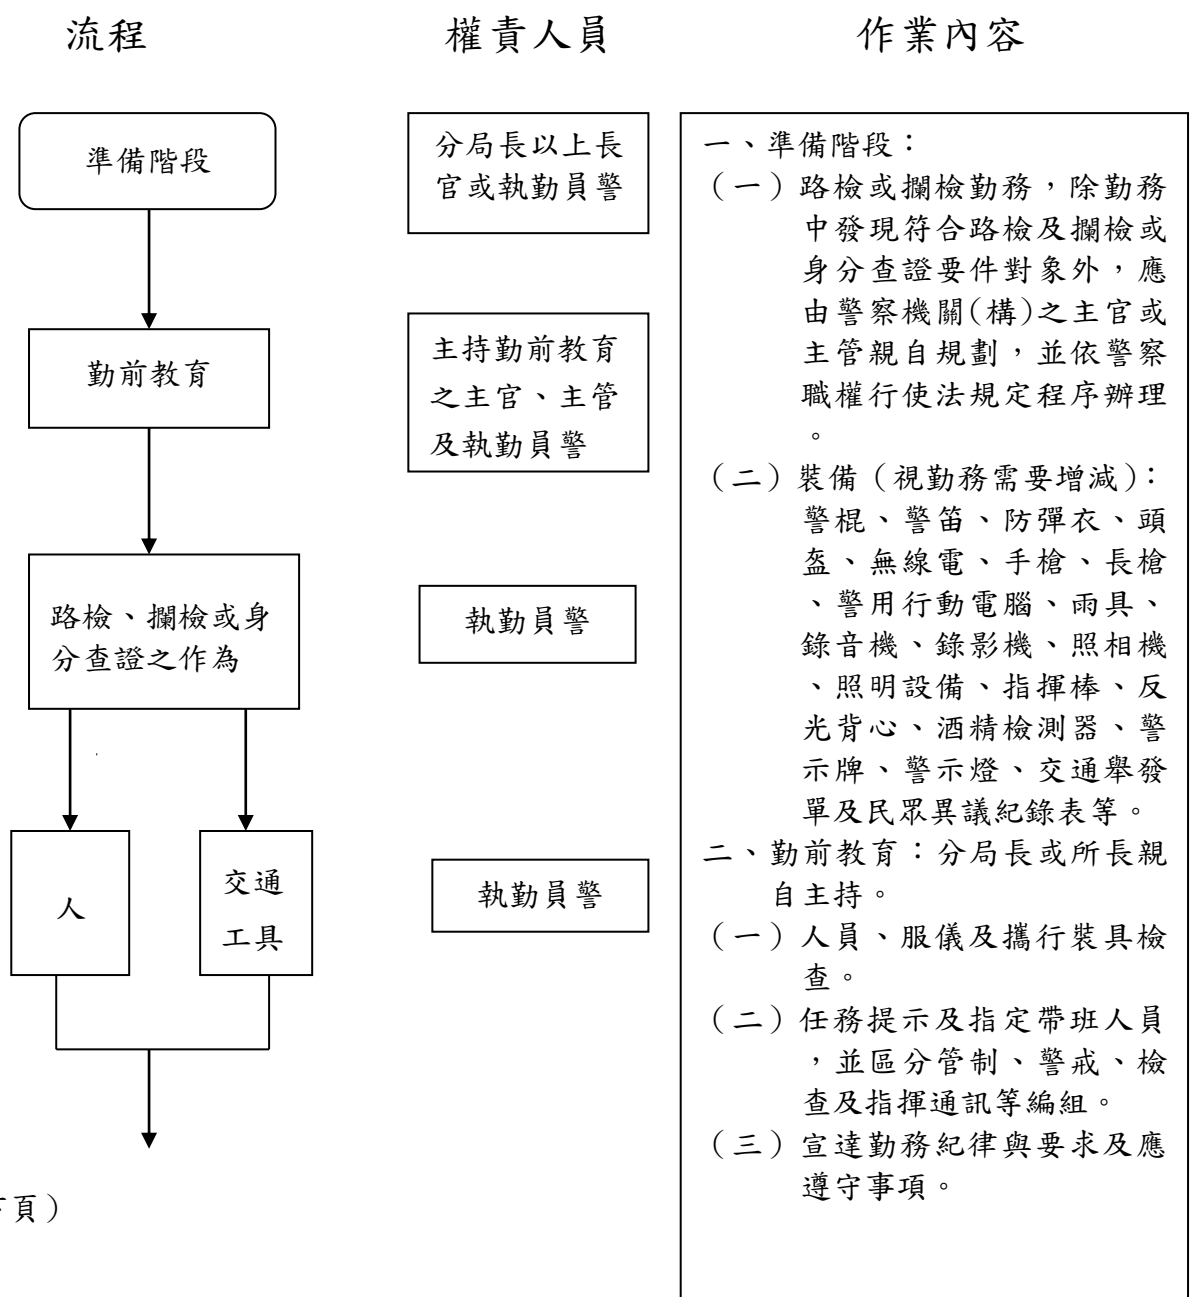 流程
權責人員
作業內容
準備階段
分局長以上長
官或執勤員警
勤前教育
主持勤前教育
之主官、主管
及執勤員警
路檢、攔檢或身
分查證之作為
執勤員警
人
交通
工具
執勤員警
下頁）
一、準備階段：
（一）路檢或攔檢勤務，除勤務
中發現符合路檢及攔檢或
身分查證要件對象外，應
由警察機關(構)之主官或
主管親自規劃，並依警察
職權行使法規定程序辦理
。
（二）裝備（視勤務需要增減）：
警棍、警笛、防彈衣、頭
盔、無線電、手槍、長槍
、警用行動電腦、雨具、
錄音機、錄影機、照相機
、照明設備、指揮棒、反
光背心、酒精檢測器、警
示牌、警示燈、交通舉發
單及民眾異議紀錄表等。
二、勤前教育：分局長或所長親
自主持。
（一）人員、服儀及攜行裝具檢
查。
（二）任務提示及指定帶班人員
，並區分管制、警戒、檢
查及指揮通訊等編組。
（三）宣達勤務紀律與要求及應
遵守事項。